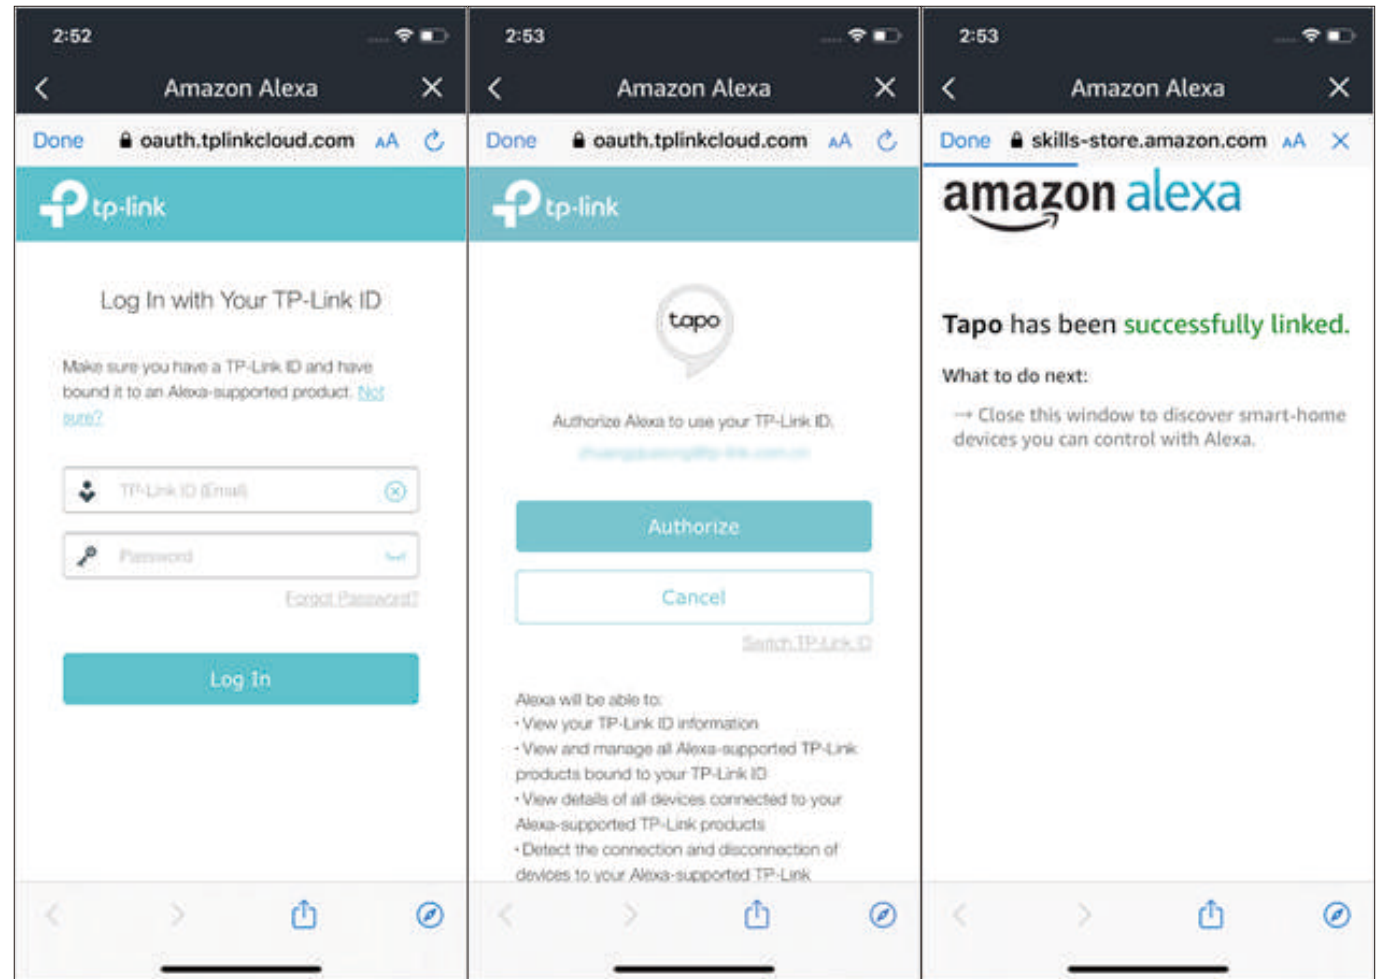 2:52
Amazon Alexa
Done oauth.tplinkcloud.com AA
tp-link
Log In with Your TP-Link ID
Make sure you have a TP-Link ID and have
bound it to an Alexa-supported product. Not
sure?
TP-Link ID (Email)
Password
Forgot Password?
Log In
2:53
Amazon Alexa
Done oauth.tplinkcloud.com AA
tp-link
tapo
Authorize Alexa to use your TP-Link ID.
Authorize
Cancel
Switch TP-Link ID
Alexa will be able to:
· View your TP-Link ID information
· View and manage all Alexa-supported TP-Link
products bound to your TP-Link ID
· View details of all devices connected to your
Alexa-supported TP-Link products
· Detect the connection and disconnection of
devices to your Alexa-supported TP-Link
2:53
Amazon Alexa
Done skills-store.amazon.com AA
amazon alexa
Tapo has been successfully linked.
What to do next:
→ Close this window to discover smart-home
devices you can control with Alexa.